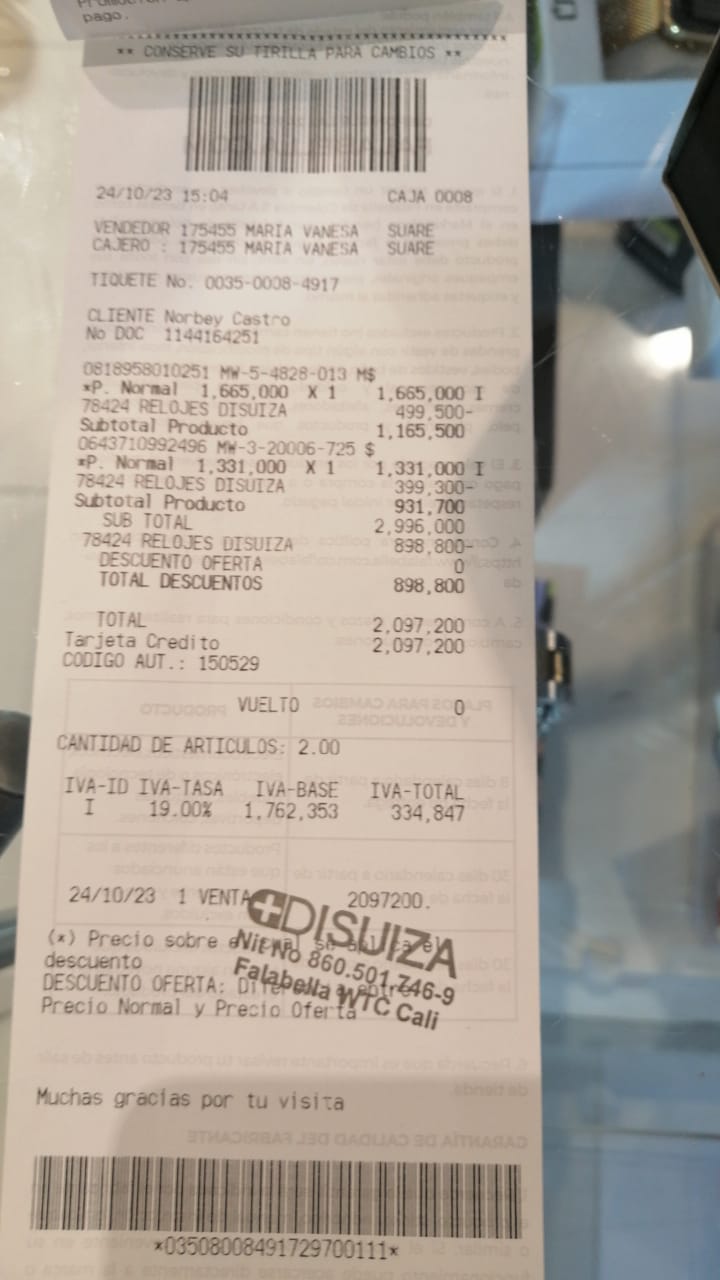 pago.
** CONSERVE SU TIRILLA PARA CAMBIOS **
24/10/23 15:04 CAJA 0008
VENDEDOR 175455 MARIA VANESA SUARE
CAJERO : 175455 MARIA VANESA SUARE
TIQUETE No. 0035-0008-4917
CLIENTE Norbey Castro
No DOC 1144164251
0818958010251 MW-5-4828-013 M$
*P. Normal 1,665,000 X 1 1,665,000 I
78424 RELOJES DISUIZA 499,500-
Subtotal Producto 1,165,500
0643710992496 MW-3-20006-725 $
*P. Normal 1,331,000 X 1 1,331,000 I
78424 RELOJES DISUIZA 399,300-
Subtotal Producto 931,700
SUB TOTAL 2,996,000
78424 RELOJES DISUIZA 898,800-
DESCUENTO OFERTA 0
TOTAL DESCUENTOS 898,800
TOTAL 2,097,200
Tarjeta Credito 2,097,200
CODIGO AUT.: 150529
VUELTO 0
CANTIDAD DE ARTICULOS: 2.00
IVA-ID IVA-TASA IVA-BASE IVA-TOTAL
I 19.00% 1,762,353 334,847
24/10/23 1 VENTA 2097200.
DISUIZA
Nit No 860.501.746-9
Falabella WTC Cali
(*) Precio sobre el cual se aplica el
descuento
DESCUENTO OFERTA: Diferencia entre
Precio Normal y Precio Oferta
Muchas gracias por tu visita
*03508008491729700111*